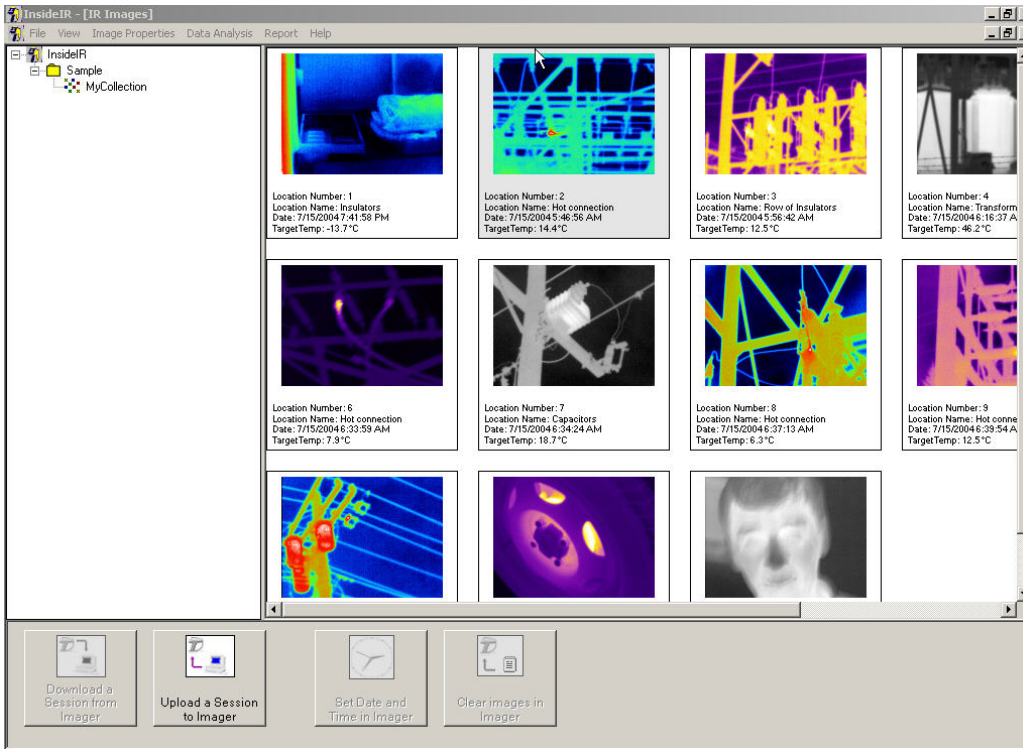 InsideIR - [IR Images]
File View Image Properties Data Analysis Report Help
InsideIR
Sample
MyCollection
Location Number: 1
Location Name: Insulators
Date: 7/15/2004 7:41:58 PM
TargetTemp: -13.7°C
Location Number: 2
Location Name: Hot connection
Date: 7/15/2004 5:46:56 AM
TargetTemp: 14.4°C
Location Number: 3
Location Name: Row of Insulators
Date: 7/15/2004 5:56:42 AM
TargetTemp: 12.5°C
Location Number: 4
Location Name: Transform
Date: 7/15/2004 6:16:37 A
TargetTemp: 46.2°C
Location Number: 6
Location Name: Hot connection
Date: 7/15/2004 6:33:59 AM
TargetTemp: 7.9°C
Location Number: 7
Location Name: Capacitors
Date: 7/15/2004 6:34:24 AM
TargetTemp: 18.7°C
Location Number: 8
Location Name: Hot connection
Date: 7/15/2004 6:37:13 AM
TargetTemp: 6.3°C
Location Number: 9
Location Name: Hot conne
Date: 7/15/2004 6:39:54 A
TargetTemp: 12.5°C
Download a
Session from
Imager
Upload a Session
to Imager
Set Date and
Time in Imager
Clear images in
Imager